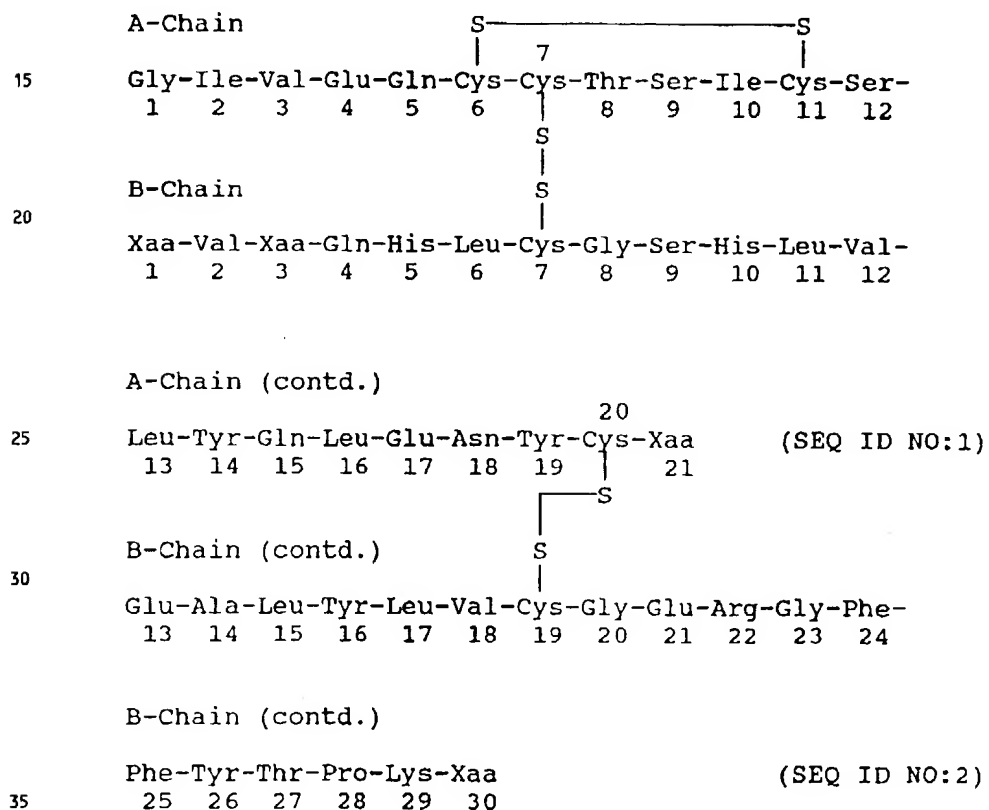 A-Chain S S
7
15 Gly-Ile-Val-Glu-Gln-Cys-Cys-Thr-Ser-Ile-Cys-Ser-
1 2 3 4 5 6 8 9 10 11 12
S
B-Chain S
20
Xaa-Val-Xaa-Gln-His-Leu-Cys-Gly-Ser-His-Leu-Val-
1 2 3 4 5 6 7 8 9 10 11 12
A-Chain (contd.)
20
25 Leu-Tyr-Gln-Leu-Glu-Asn-Tyr-Cys-Xaa (SEQ ID NO:1)
13 14 15 16 17 18 19 21
S
B-Chain (contd.) S
30
Glu-Ala-Leu-Tyr-Leu-Val-Cys-Gly-Glu-Arg-Gly-Phe-
13 14 15 16 17 18 19 20 21 22 23 24
B-Chain (contd.)
Phe-Tyr-Thr-Pro-Lys-Xaa (SEQ ID NO:2)
35 25 26 27 28 29 30